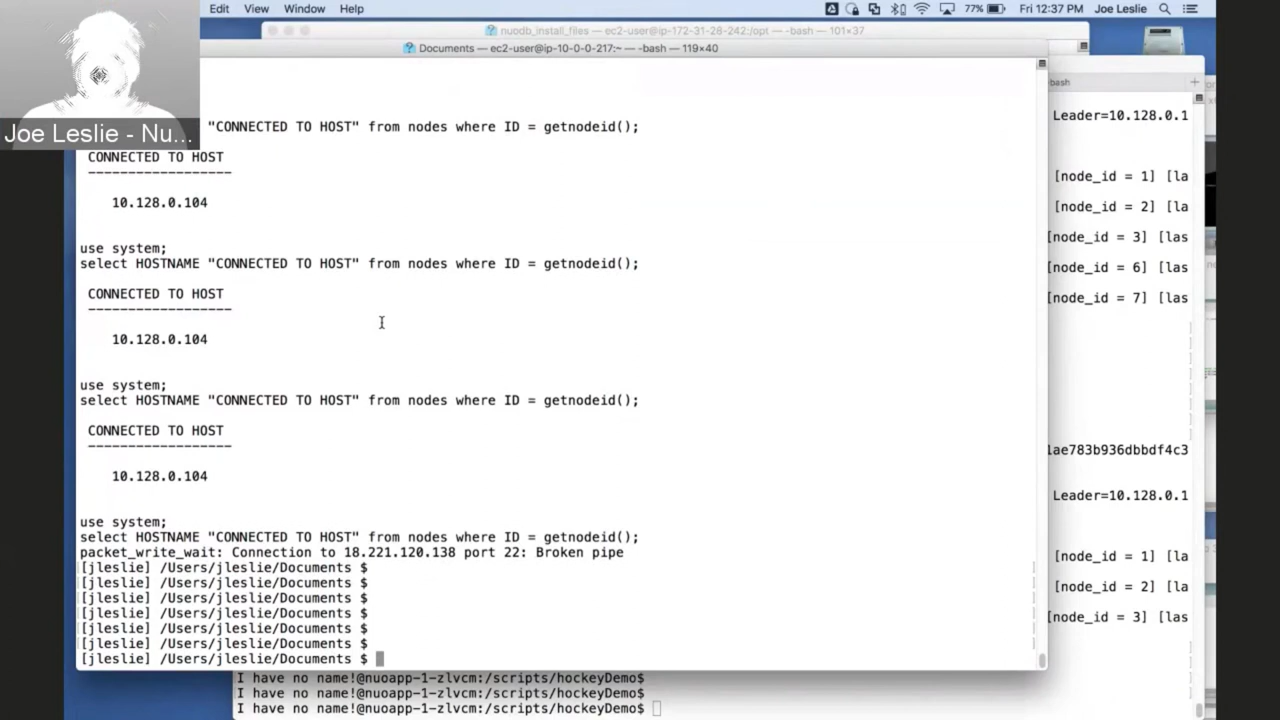 Edit View Window Help 77% Fri 12:37 PM Joe Leslie
nuodb_install_files — ec2-user@ip-172-31-28-242:/opt — -bash — 101×37
Documents — ec2-user@ip-10-0-0-217:~ — -bash — 119×40
Joe Leslie - Nu...
"CONNECTED TO HOST" from nodes where ID = getnodeid();
CONNECTED TO HOST
------------------
10.128.0.104
use system;
select HOSTNAME "CONNECTED TO HOST" from nodes where ID = getnodeid();
CONNECTED TO HOST
------------------
10.128.0.104
use system;
select HOSTNAME "CONNECTED TO HOST" from nodes where ID = getnodeid();
CONNECTED TO HOST
------------------
10.128.0.104
use system;
select HOSTNAME "CONNECTED TO HOST" from nodes where ID = getnodeid();
packet_write_wait: Connection to 18.221.120.138 port 22: Broken pipe
[jleslie] /Users/jleslie/Documents $
[jleslie] /Users/jleslie/Documents $
[jleslie] /Users/jleslie/Documents $
[jleslie] /Users/jleslie/Documents $
[jleslie] /Users/jleslie/Documents $
[jleslie] /Users/jleslie/Documents $
[jleslie] /Users/jleslie/Documents $
bash
Leader=10.128.0.1
[node_id = 1] [la
[node_id = 2] [la
[node_id = 3] [las
[node_id = 6] [las
[node_id = 7] [las
1ae783b936dbbdf4c3
Leader=10.128.0.1
[node_id = 1] [la
[node_id = 2] [la
[node_id = 3] [las
I have no name!@nuoapp-1-zlvcm:/scripts/hockeyDemo$
I have no name!@nuoapp-1-zlvcm:/scripts/hockeyDemo$
I have no name!@nuoapp-1-zlvcm:/scripts/hockeyDemo$